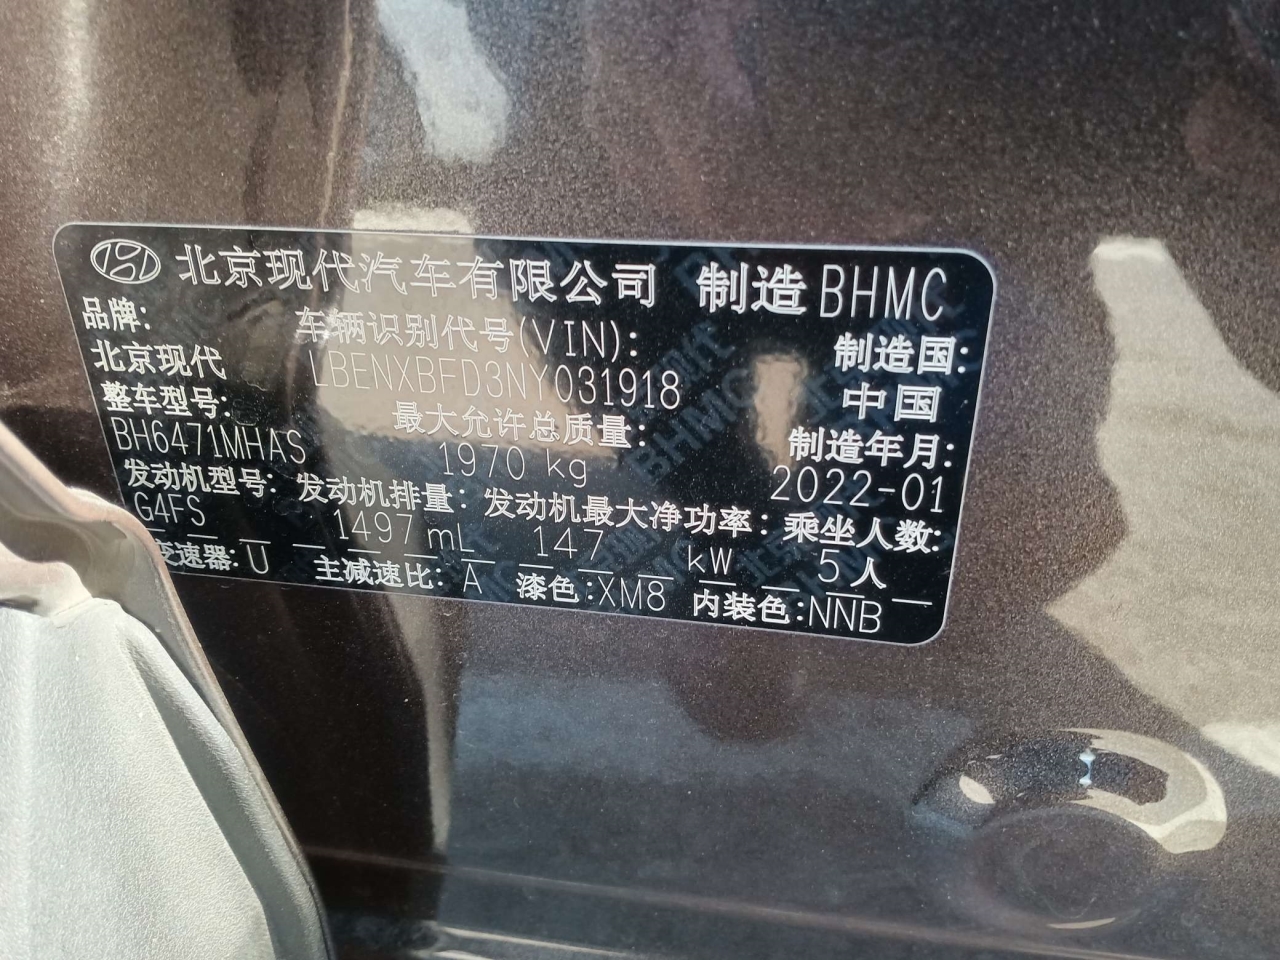 北京现代汽车有限公司 制造 BHMC
品牌: 车辆识别代号(VIN): 制造国:
北京现代 LBENXBFD3NY031918 中国
整车型号: 最大允许总质量: 制造年月:
BH6471MHAS 1970 kg 2022-01
发动机型号: 发动机排量: 发动机最大净功率: 乘坐人数:
G4FS 1497 mL 147 kW 5人
变速器: U 主减速比: A 漆色:XM8 内装色:NNB